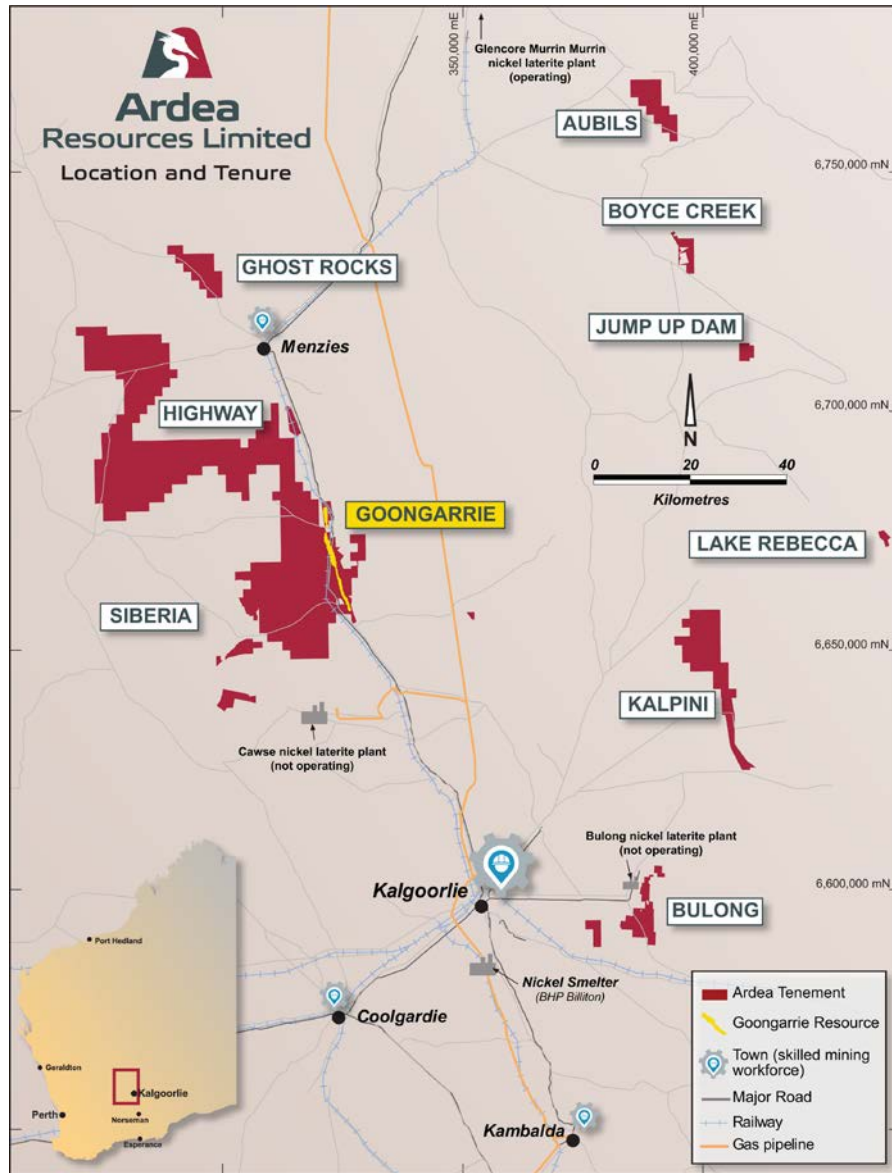 Ardea
Resources Limited
Location and Tenure
350,000 mE
400,000 mE
Glencore Murrin Murrin
nickel laterite plant
(operating)
AUBILS
6,750,000 mN
BOYCE CREEK
GHOST ROCKS
JUMP UP DAM
Menzies
HIGHWAY
6,700,000 mN
N
0 20 40
Kilometres
GOONGARRIE
LAKE REBECCA
SIBERIA
6,650,000 mN
KALPINI
Cawse nickel laterite plant
(not operating)
Bulong nickel laterite plant
(not operating)
Kalgoorlie
6,600,000 mN
BULONG
Nickel Smelter
(BHP Billiton)
Coolgardie
Kambalda
Port Hedland
Geraldton
Kalgoorlie
Perth
Norseman
Esperance
Ardea Tenement
Goongarrie Resource
Town (skilled mining
workforce)
Major Road
Railway
Gas pipeline